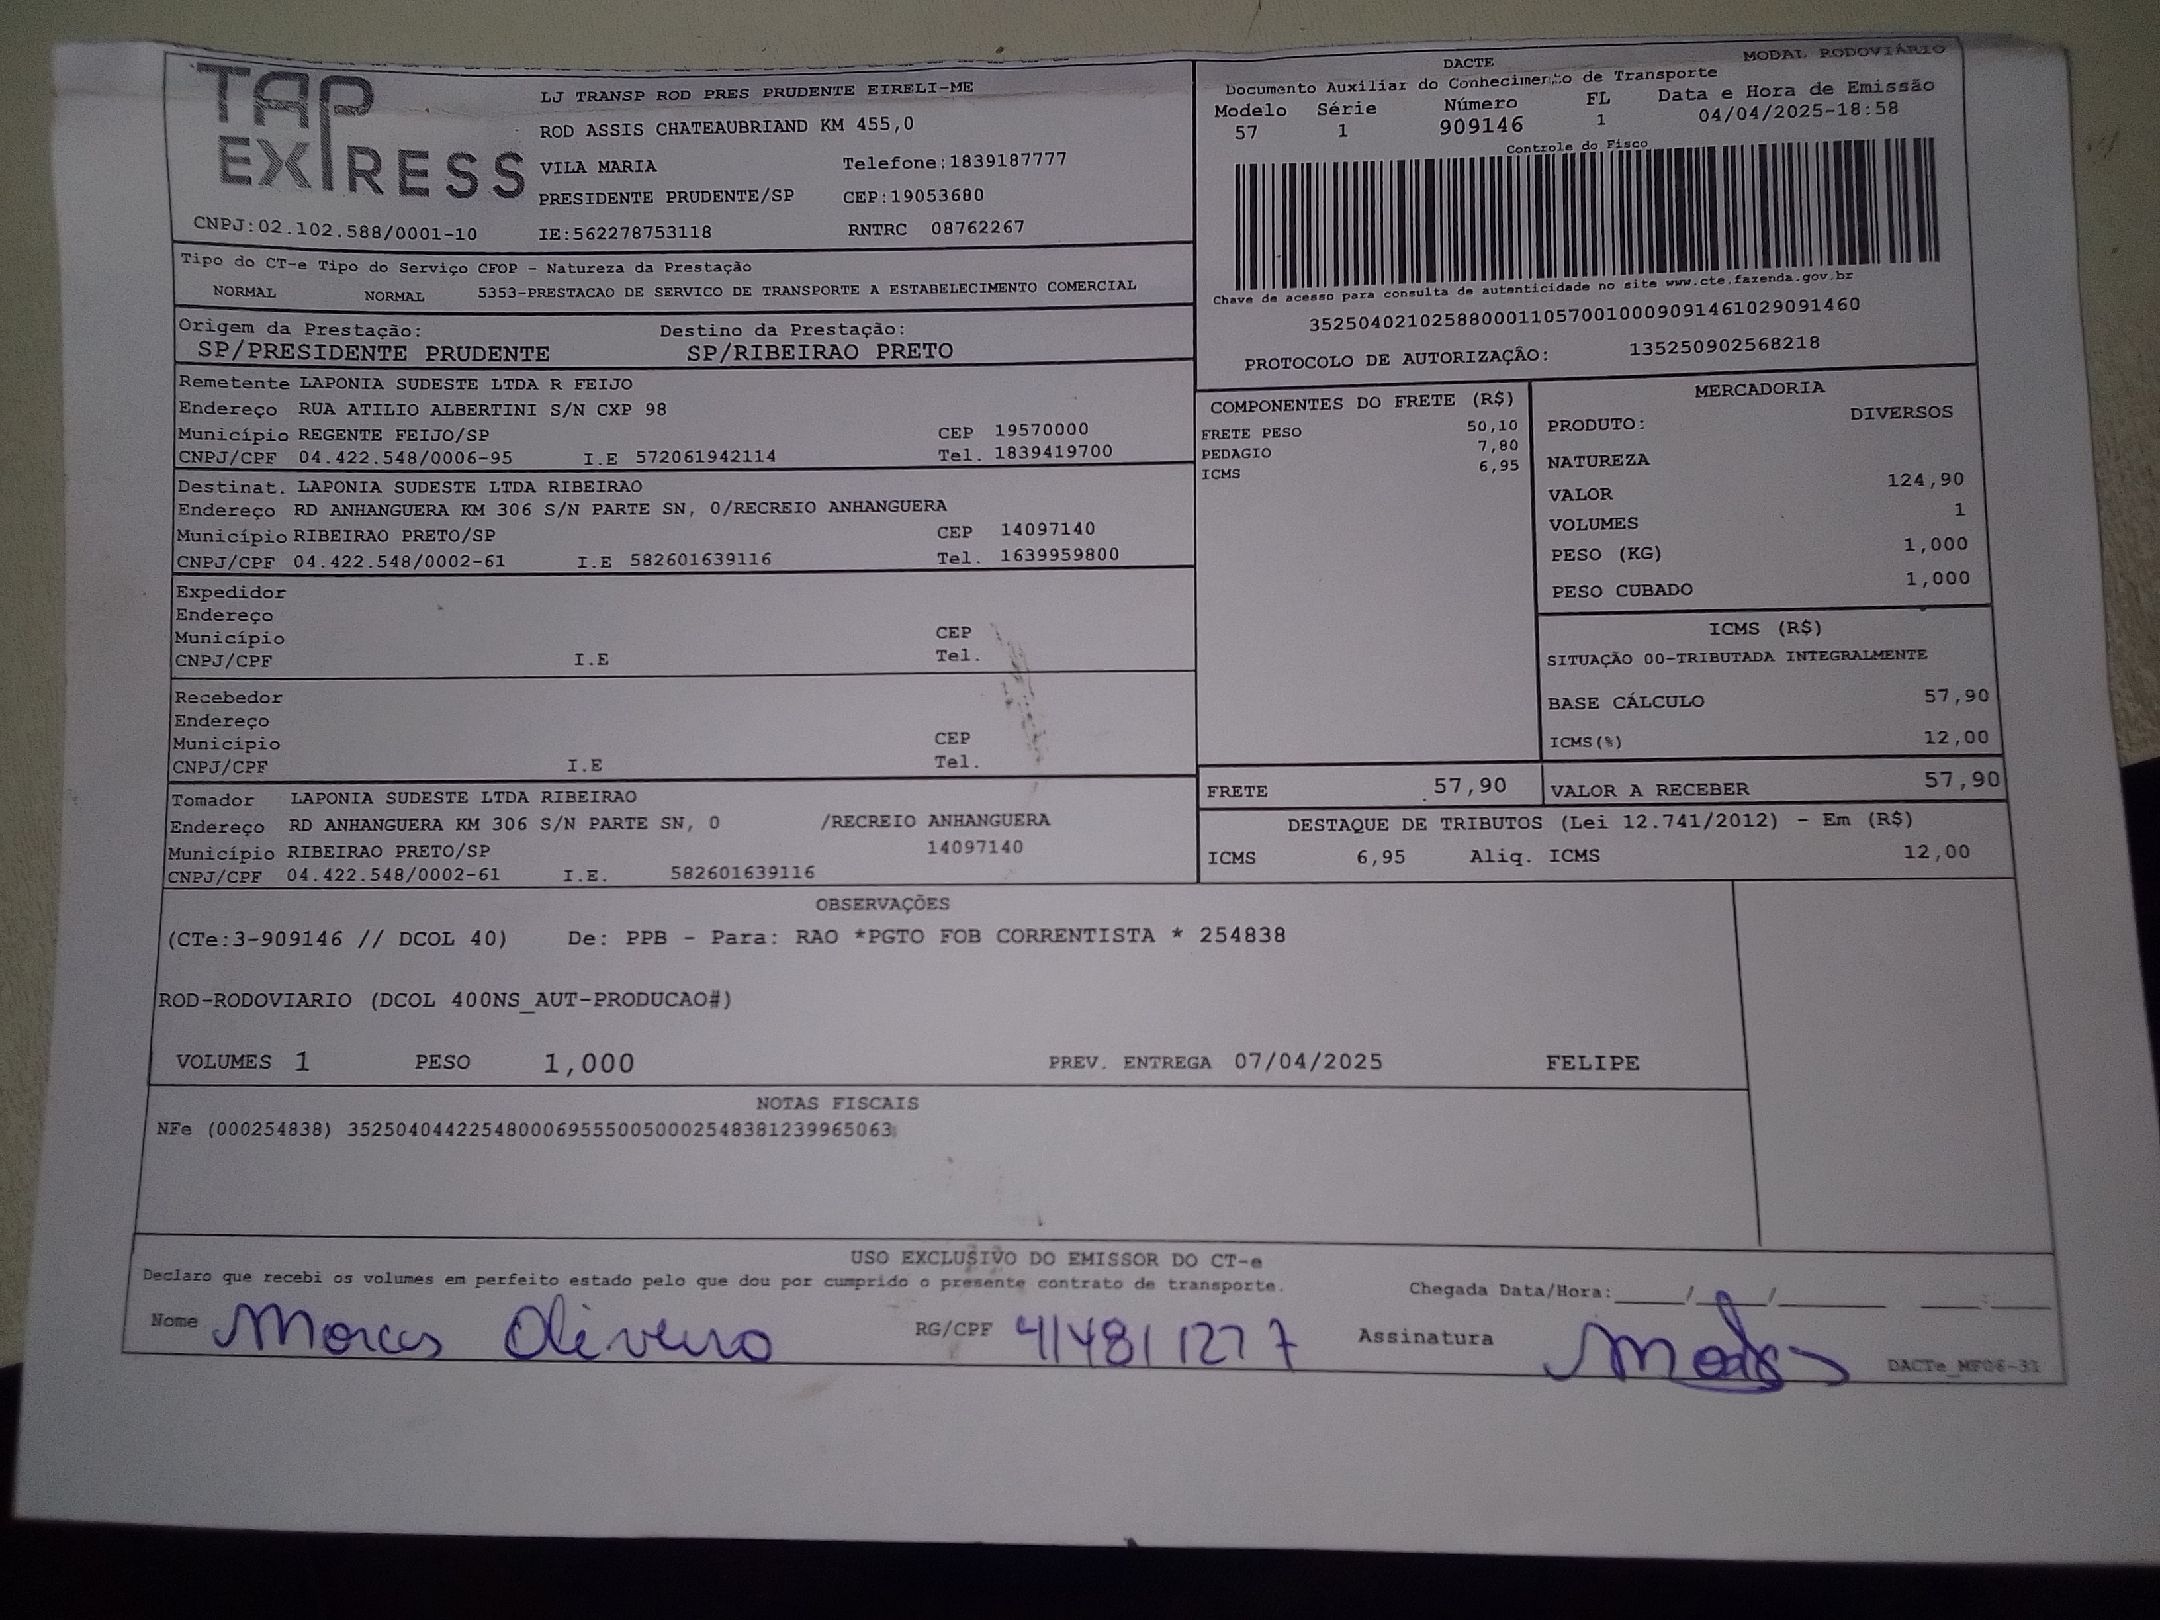 TAP EXPRESS
LJ TRANSP ROD PRES PRUDENTE EIRELI-ME
ROD ASSIS CHATEAUBRIAND KM 455,0
VILA MARIA Telefone:1839187777
PRESIDENTE PRUDENTE/SP CEP:19053680
CNPJ:02.102.588/0001-10 IE:562278753118 RNTRC 08762267
DACTE MODAL RODOVIÁRIO
Documento Auxiliar do Conhecimento de Transporte
Modelo Série Número FL Data e Hora de Emissão
57 1 909146 1 04/04/2025-18:58
Controle do Fisco
Chave de acesso para consulta de autenticidade no site www.cte.fazenda.gov.br
35250402102588000110570010009091461029091460
PROTOCOLO DE AUTORIZAÇÃO: 135250902568218
Tipo do CT-e Tipo do Serviço CFOP - Natureza da Prestação
NORMAL NORMAL 5353-PRESTACAO DE SERVICO DE TRANSPORTE A ESTABELECIMENTO COMERCIAL
Origem da Prestação: Destino da Prestação:
SP/PRESIDENTE PRUDENTE SP/RIBEIRAO PRETO
Remetente LAPONIA SUDESTE LTDA R FEIJO
Endereço RUA ATILIO ALBERTINI S/N CXP 98
Município REGENTE FEIJO/SP CEP 19570000
CNPJ/CPF 04.422.548/0006-95 I.E 572061942114 Tel. 1839419700
Destinat. LAPONIA SUDESTE LTDA RIBEIRAO
Endereço RD ANHANGUERA KM 306 S/N PARTE SN, 0/RECREIO ANHANGUERA
Município RIBEIRAO PRETO/SP CEP 14097140
CNPJ/CPF 04.422.548/0002-61 I.E 582601639116 Tel. 1639959800
Expedidor
Endereço
Município CEP
CNPJ/CPF I.E Tel.
Recebedor
Endereço
Município CEP
CNPJ/CPF I.E Tel.
Tomador LAPONIA SUDESTE LTDA RIBEIRAO
Endereço RD ANHANGUERA KM 306 S/N PARTE SN, 0 /RECREIO ANHANGUERA
Município RIBEIRAO PRETO/SP 14097140
CNPJ/CPF 04.422.548/0002-61 I.E. 582601639116
COMPONENTES DO FRETE (R$)
FRETE PESO 50,10
PEDAGIO 7,80
ICMS 6,95
MERCADORIA
PRODUTO: DIVERSOS
NATUREZA
VALOR 124,90
VOLUMES 1
PESO (KG) 1,000
PESO CUBADO 1,000
ICMS (R$)
SITUAÇÃO 00-TRIBUTADA INTEGRALMENTE
BASE CÁLCULO 57,90
ICMS(%) 12,00
FRETE 57,90 VALOR A RECEBER 57,90
DESTAQUE DE TRIBUTOS (Lei 12.741/2012) - Em (R$)
ICMS 6,95 Aliq. ICMS 12,00
OBSERVAÇÕES
(CTe:3-909146 // DCOL 40) De: PPB - Para: RAO *PGTO FOB CORRENTISTA * 254838
ROD-RODOVIARIO (DCOL 400NS_AUT-PRODUCAO#)
VOLUMES 1 PESO 1,000 PREV. ENTREGA 07/04/2025 FELIPE
NOTAS FISCAIS
NFe (000254838) 35250404422548000695550050002548381239965063
USO EXCLUSIVO DO EMISSOR DO CT-e
Declaro que recebi os volumes em perfeito estado pelo que dou por cumprido o presente contrato de transporte.
Chegada Data/Hora:____/____/______ ____:____
Nome Marcos Oliveira RG/CPF 414811277 Assinatura
DACTe_MF06-31